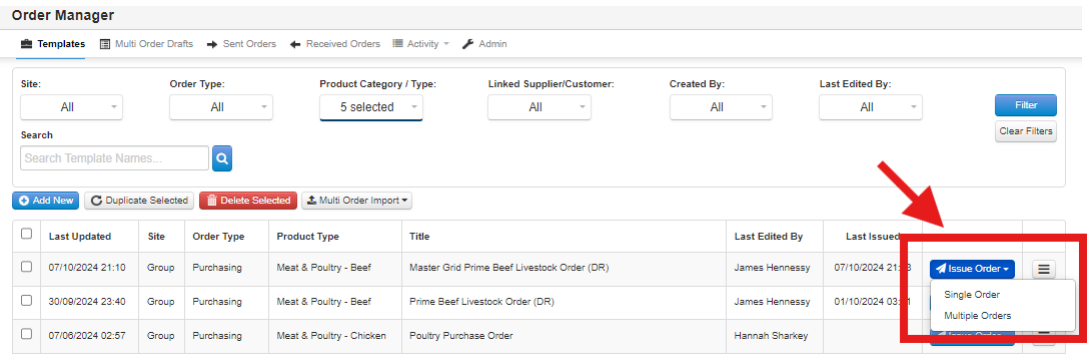 Order Manager
Templates Multi Order Drafts Sent Orders Received Orders Activity Admin
Site: Order Type: Product Category / Type: Linked Supplier/Customer: Created By: Last Edited By:
All All 5 selected All All All Filter
Search Clear Filters
Search Template Names...
Add New Duplicate Selected Delete Selected Multi Order Import
Last Updated Site Order Type Product Type Title Last Edited By Last Issued
07/10/2024 21:10 Group Purchasing Meat & Poultry - Beef Master Grid Prime Beef Livestock Order (DR) James Hennessy 07/10/2024 Issue Order
30/09/2024 23:40 Group Purchasing Meat & Poultry - Beef Prime Beef Livestock Order (DR) James Hennessy 01/10/2024 Single Order
Multiple Orders
07/06/2024 02:57 Group Purchasing Meat & Poultry - Chicken Poultry Purchase Order Hannah Sharkey